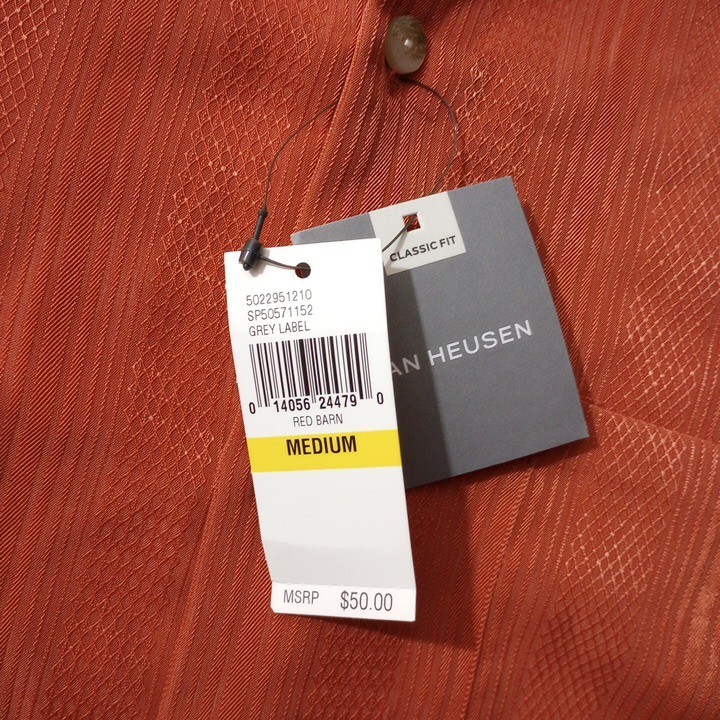 5022951210
SP50571152
GREY LABEL
0 14056 24479 0
RED BARN
MEDIUM
MSRP $50.00
CLASSIC FIT
AN HEUSEN